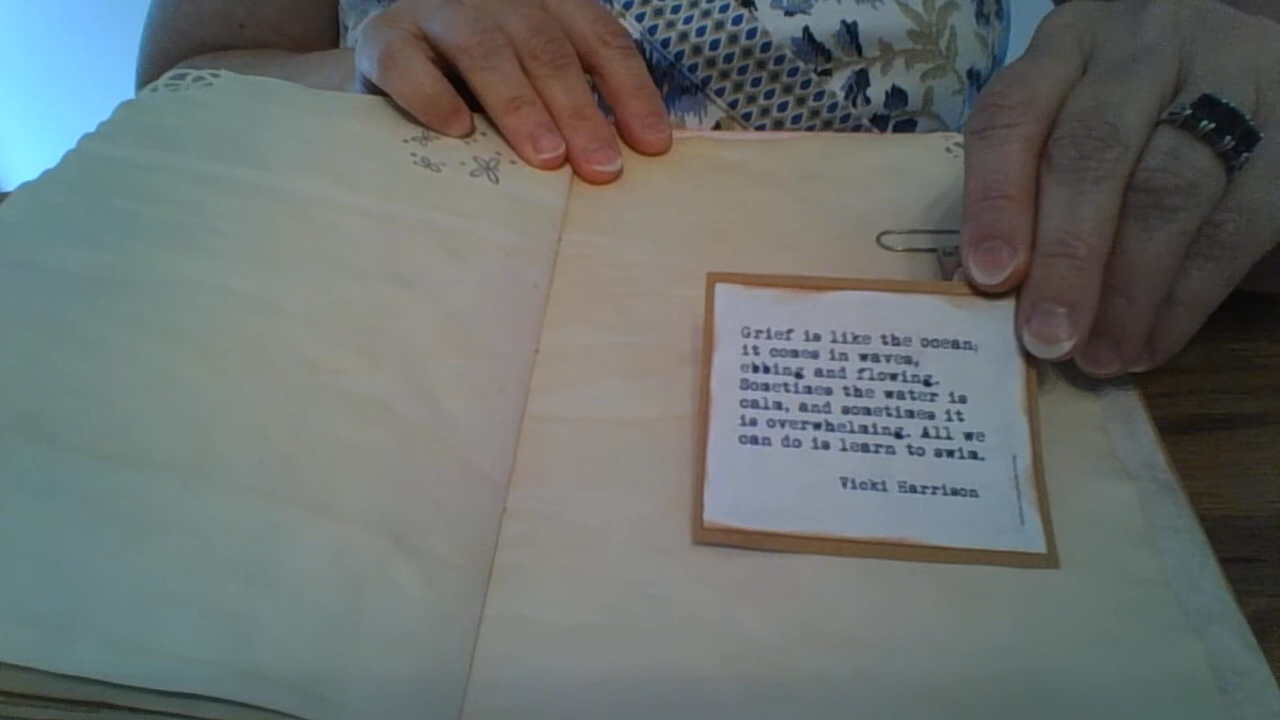 Grief is like the ocean;
it comes in waves,
ebbing and flowing.
Sometimes the water is
calm, and sometimes it
is overwhelming. All we
can do is learn to swim.
Vicki Harrison